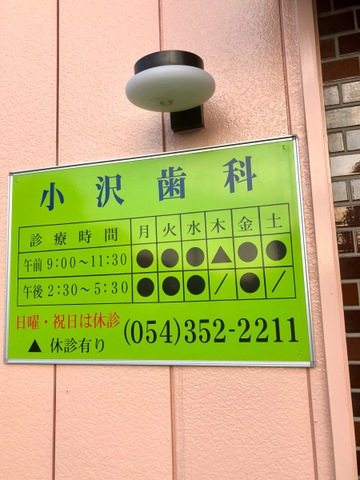 小沢歯科
診療時間 月 火 水 木 金 土
午前 9:00〜11:30 ● ● ● ▲ ● ●
午後 2:30〜5:30 ● ● ● / ● /
日曜・祝日は休診
▲ 休診有り
(054)352-2211